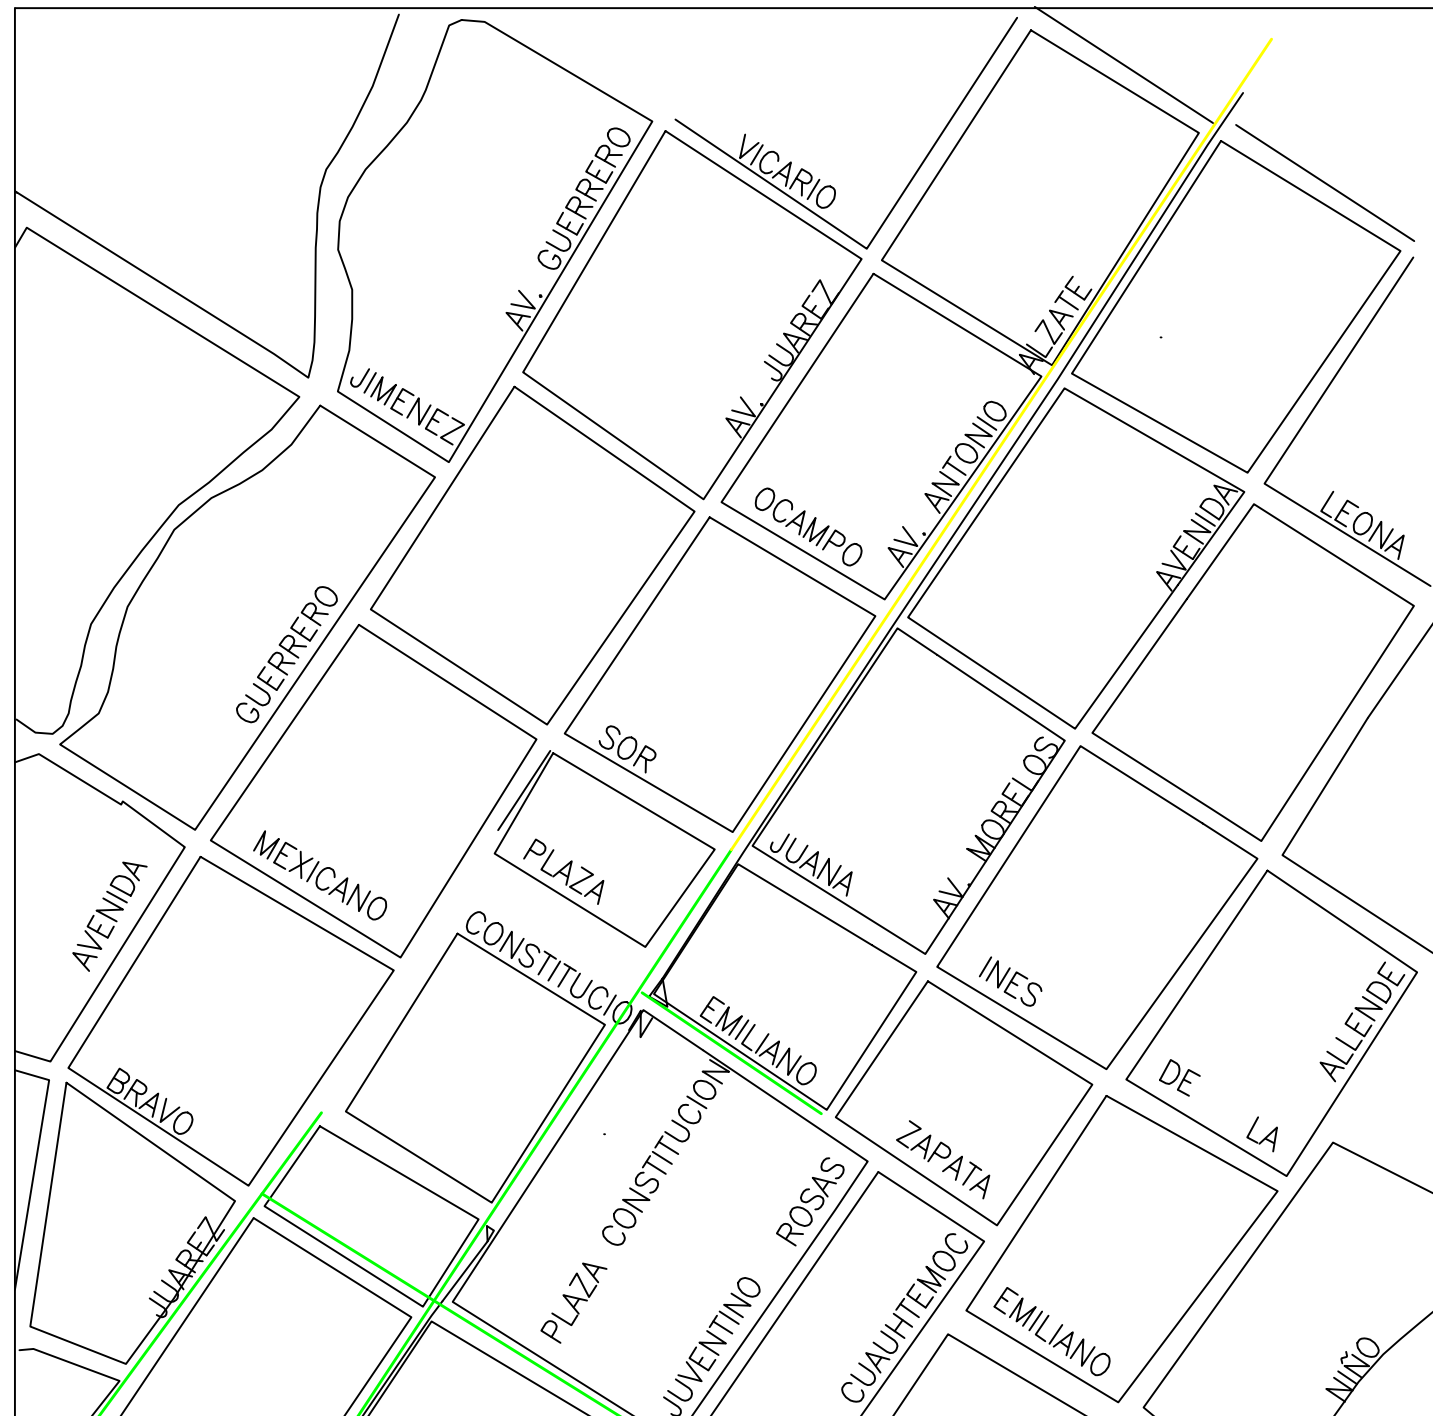 VICARIO
AV. GUERRERO
AV. JUAREZ
ALZATE
JIMENEZ
AV. ANTONIO
OCAMPO
AVENIDA
LEONA
GUERRERO
SOR
AV. MORELOS
PLAZA
JUANA
MEXICANO
AVENIDA
CONSTITUCION
INES
EMILIANO
ALLENDE
DE
LA
BRAVO
ZAPATA
PLAZA CONSTITUCION
ROSAS
JUAREZ
CUAUHTEMOC
JUVENTINO
EMILIANO
NIÑO